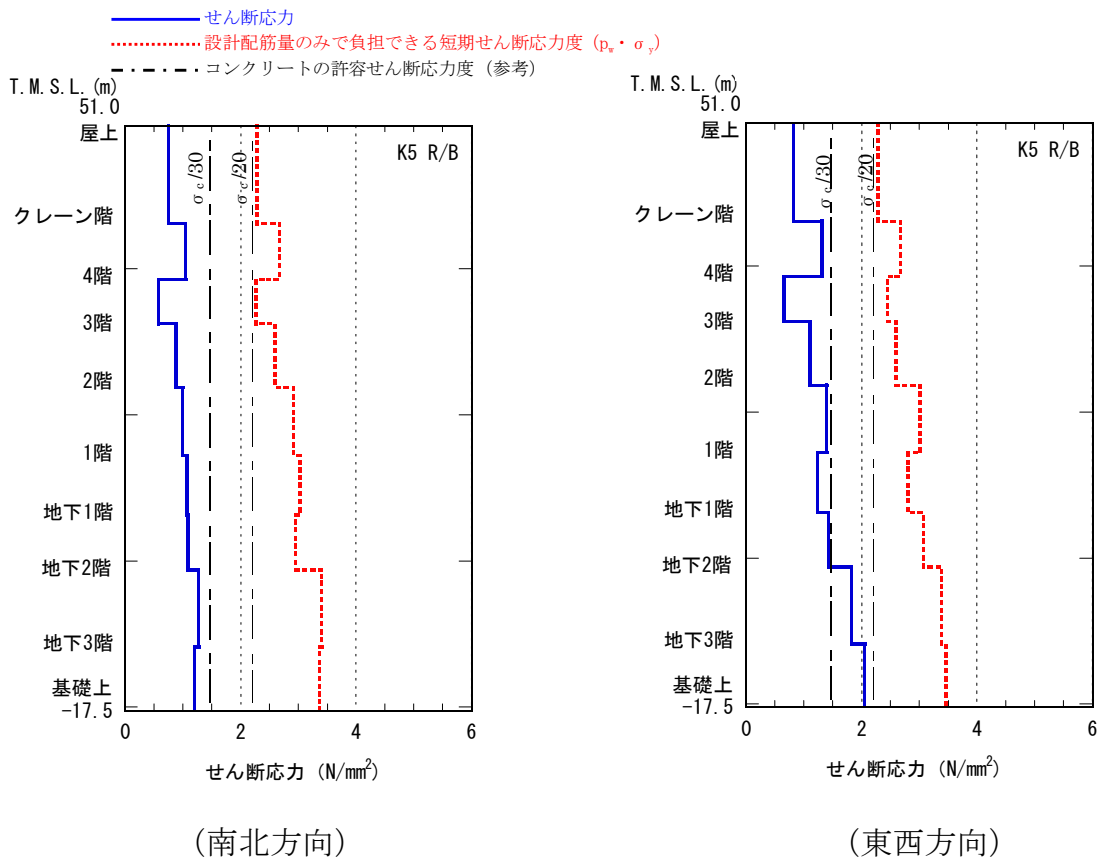 せん断応力
設計配筋量のみで負担できる短期せん断応力度（pw・σy）
コンクリートの許容せん断応力度（参考）
T.M.S.L.(m)
51.0
屋上
クレーン階
4階
3階
2階
1階
地下1階
地下2階
地下3階
基礎上
-17.5
K5 R/B
σc/30
σc/20
0 2 4 6
せん断応力 (N/mm2)
(南北方向)
T.M.S.L.(m)
51.0
屋上
クレーン階
4階
3階
2階
1階
地下1階
地下2階
地下3階
基礎上
-17.5
K5 R/B
σc/30
σc/20
0 2 4 6
せん断応力 (N/mm2)
(東西方向)